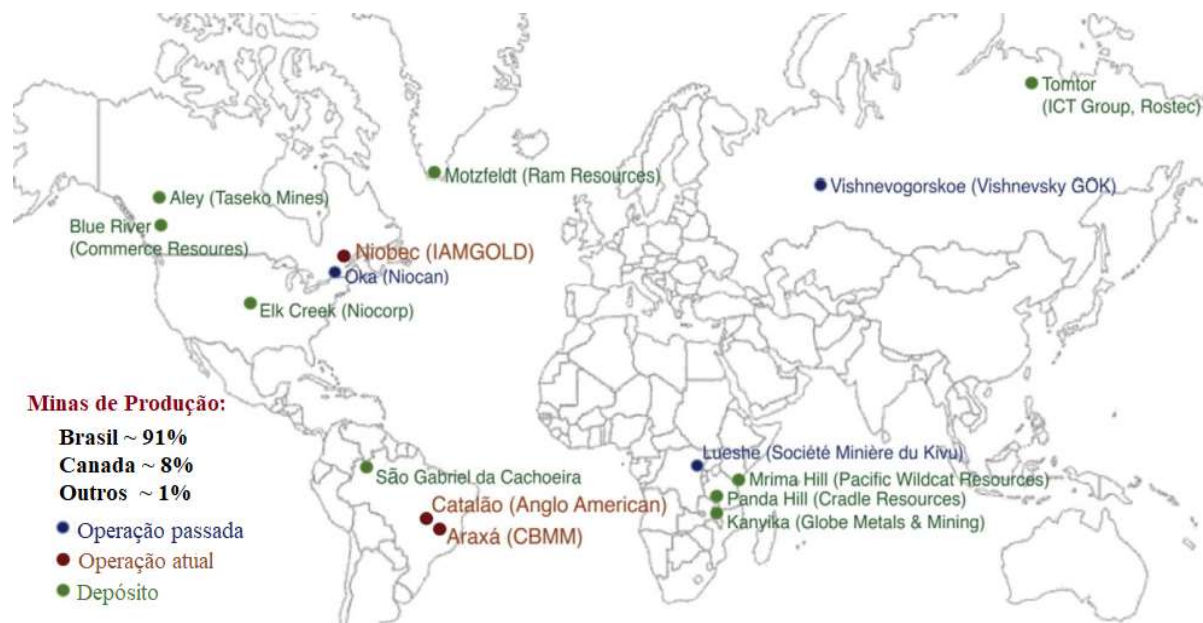 Tomtor
(ICT Group, Rostec)
Motzfeldt (Ram Resources)
Vishnevogorskoe (Vishnevsky GOK)
Aley (Taseko Mines)
Blue River
(Commerce Resoures)
Niobec (IAMGOLD)
Oka (Niocan)
Elk Creek (Niocorp)
Minas de Produção:
Brasil ~ 91%
Canada ~ 8%
Outros ~ 1%
Operação passada
Operação atual
Depósito
São Gabriel da Cachoeira
Catalão (Anglo American)
Araxá (CBMM)
Lueshe (Société Minière du Kivu)
Mrima Hill (Pacific Wildcat Resources)
Panda Hill (Cradle Resources)
Kanyika (Globe Metals & Mining)